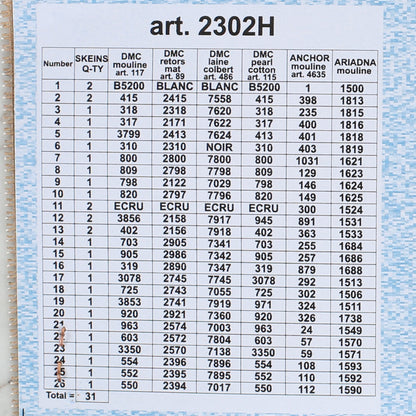 art. 2302H
Number SKEINS Q-TY DMC mouline art. 117 DMC retors mat art. 89 DMC laine colbert art. 486 DMC pearl cotton art. 115 ANCHOR mouline art. 4635 ARIADNA mouline
1 2 B5200 BLANC BLANC B5200 1 1500
2 2 415 2415 7558 415 398 1813
3 1 318 2318 7620 318 235 1815
4 1 317 2171 7622 317 400 1816
5 1 3799 2413 7624 413 401 1818
6 1 310 2310 NOIR 310 403 1819
7 1 800 2800 7800 800 1031 1621
8 1 809 2798 7798 809 129 1623
9 1 798 2122 7029 798 146 1624
10 1 820 2797 7796 820 149 1625
11 2 ECRU ECRU ECRU ECRU 300 1524
12 2 3856 2158 7917 945 891 1531
13 2 402 2156 7918 402 363 1533
14 1 703 2905 7341 703 255 1684
15 1 905 2986 7342 905 257 1686
16 1 319 2890 7347 319 879 1688
17 1 3078 2745 7745 3078 292 1513
18 1 725 2743 7055 725 302 1506
19 1 3853 2741 7919 971 324 1511
20 1 920 2921 7360 920 326 1738
21 1 963 2574 7003 963 24 1549
1 603 2572 7804 603 57 1570
23 1 3350 2570 7138 3350 59 1571
24 1 554 2396 7896 554 108 1593
25 1 552 2395 7895 552 110 1592
26 1 550 2394 7017 550 112 1590
Total = 31